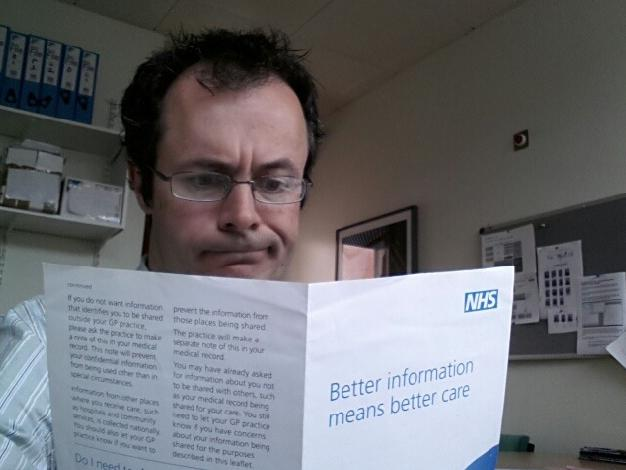 continued
If you do not want information
that identifies you to be shared
outside your GP practice,
please ask the practice to make
a note of this in your medical
record. This note will prevent
your confidential information
from being used other than in
special circumstances.
Information from other places
where you receive care, such
as hospitals and community
services, is collected nationally.
You should also let your GP
practice know if you want to
Do I need to
prevent the information from
those places being shared.
The practice will make a
separate note of this in your
medical record.
You may have already asked
for information about you not
to be shared with others, such
as your medical record being
shared for your care. You still
need to let your GP practice
know if you have concerns
about your information being
shared for the purposes
described in this leaflet.
NHS
Better information
means better care